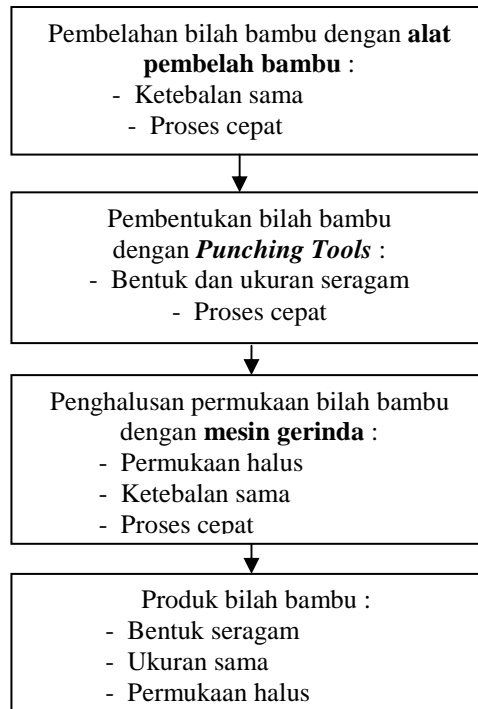 Pembelahan bilah bambu dengan alat
pembelah bambu :
- Ketebalan sama
- Proses cepat
Pembentukan bilah bambu
dengan Punching Tools :
- Bentuk dan ukuran seragam
- Proses cepat
Penghalusan permukaan bilah bambu
dengan mesin gerinda :
- Permukaan halus
- Ketebalan sama
- Proses cepat
Produk bilah bambu :
- Bentuk seragam
- Ukuran sama
- Permukaan halus